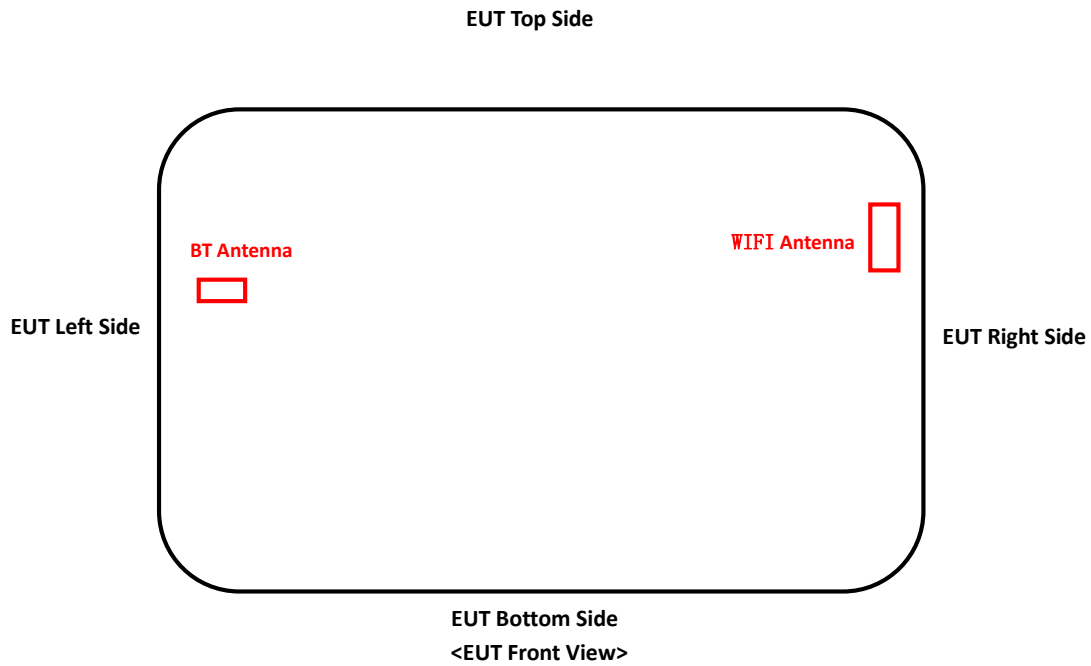 EUT Top Side
WIFI Antenna
BT Antenna
EUT Left Side
EUT Right Side
EUT Bottom Side
<EUT Front View>